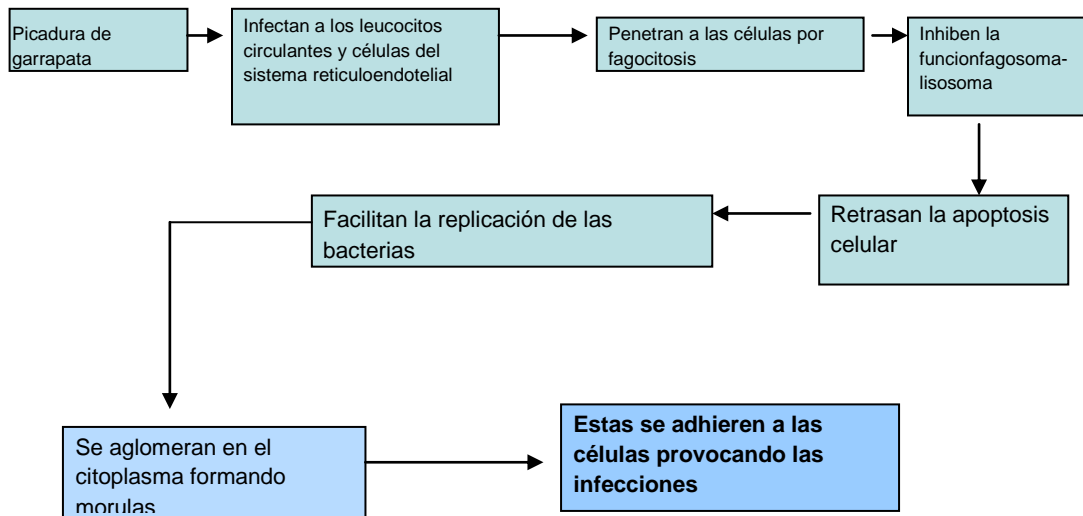 Picadura de
garrapata
Infectan a los leucocitos
circulantes y células del
sistema reticuloendotelial
Penetran a las células por
fagocitosis
Inhiben la
funcionfagosoma-
lisosoma
Retrasan la apoptosis
celular
Facilitan la replicación de las
bacterias
Se aglomeran en el
citoplasma formando
morulas
Estas se adhieren a las
células provocando las
infecciones